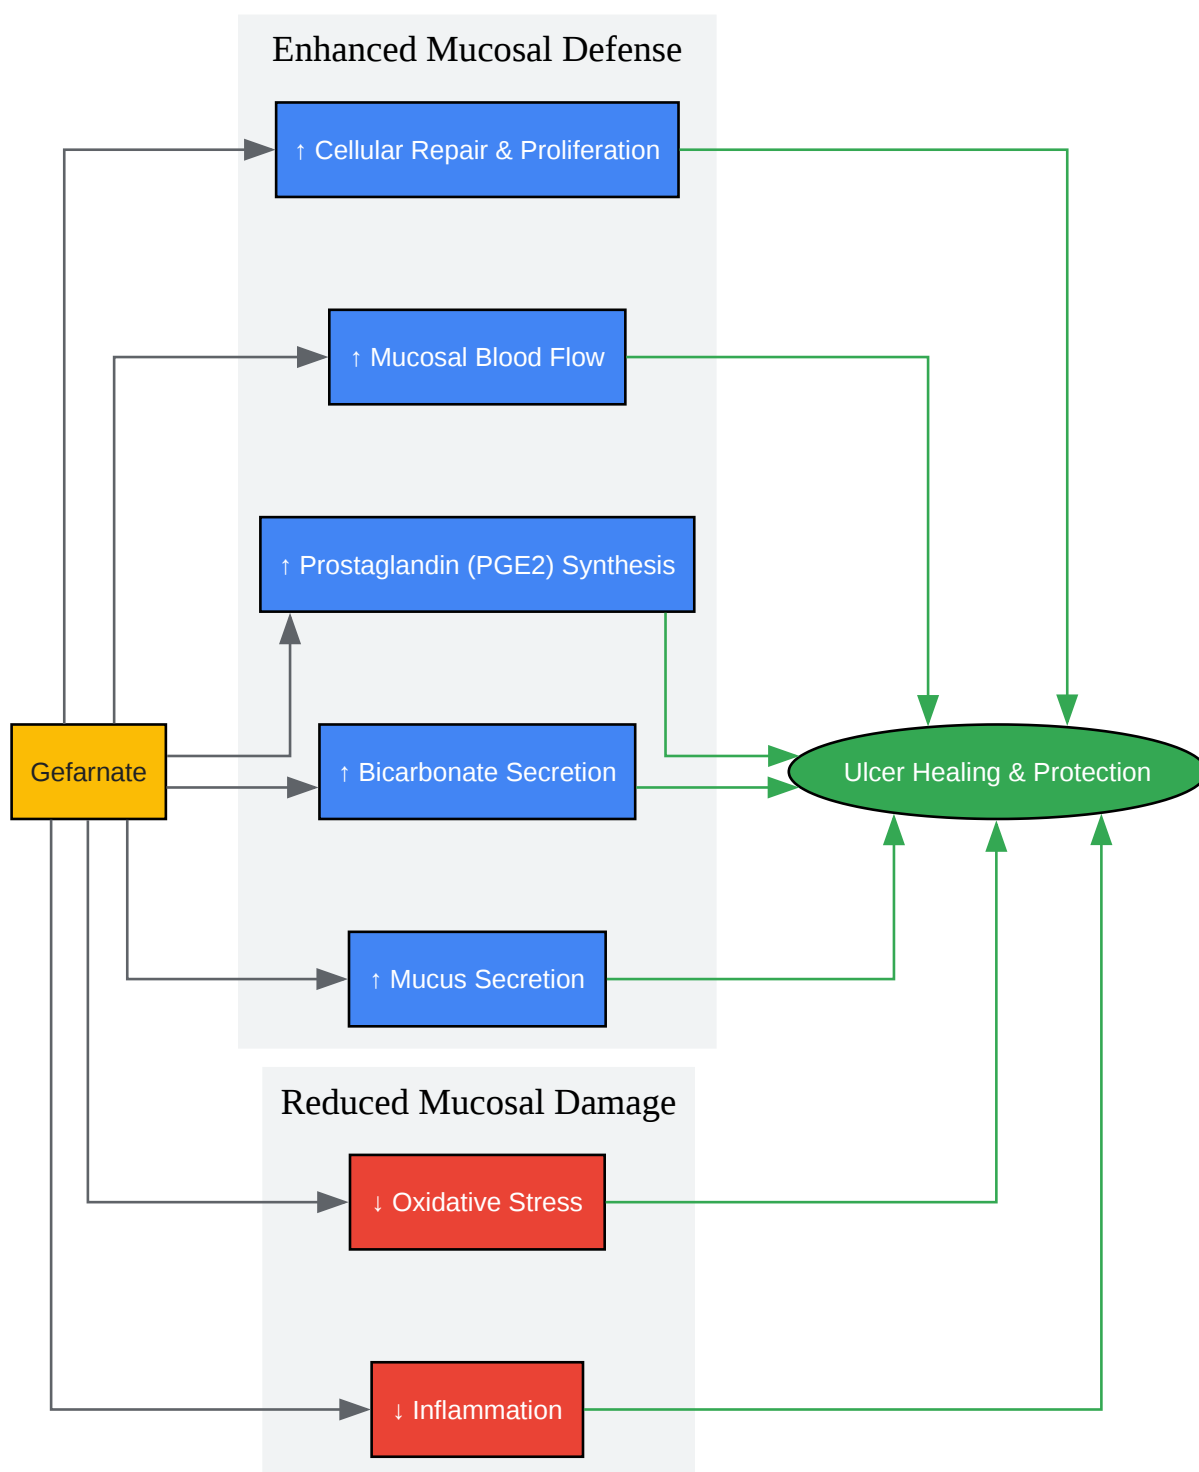 Enhanced Mucosal Defense
↑ Cellular Repair & Proliferation
↑ Mucosal Blood Flow
↑ Prostaglandin (PGE2) Synthesis
Gefarnate
↑ Bicarbonate Secretion
Ulcer Healing & Protection
↑ Mucus Secretion
Reduced Mucosal Damage
↓ Oxidative Stress
↓ Inflammation